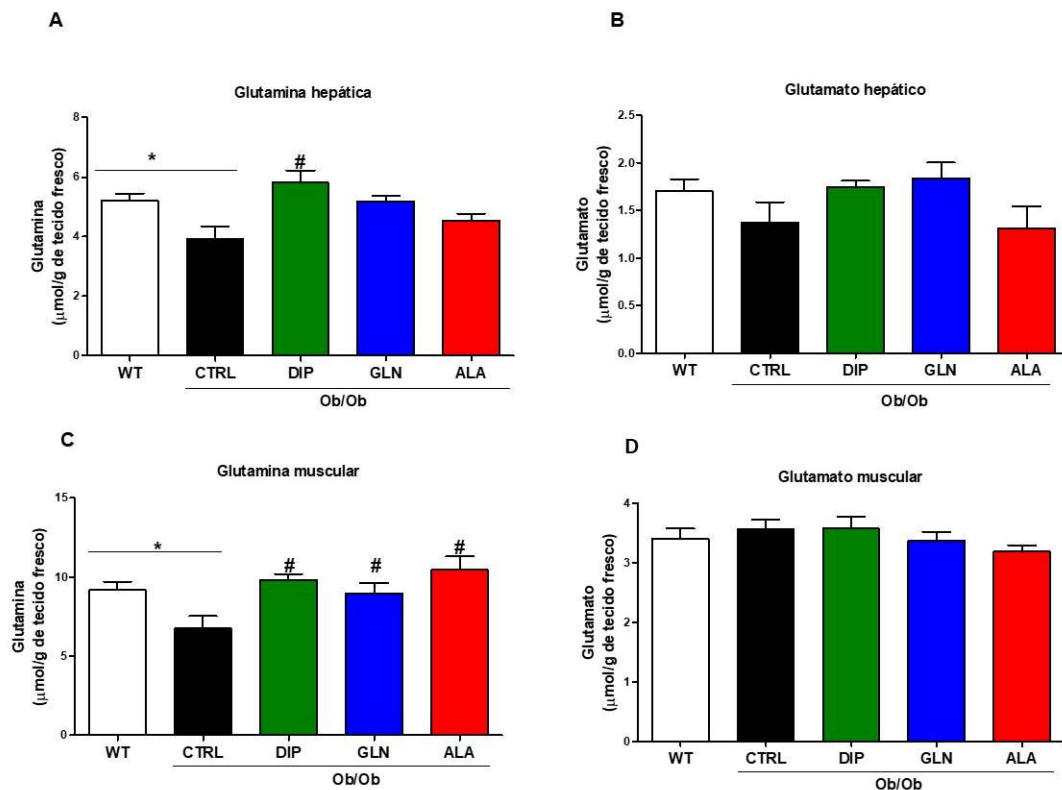 A
Glutamina hepática
Glutamina
(μmol/g de tecido fresco)
8
6
4
2
0
*
#
WT CTRL DIP GLN ALA
Ob/Ob
B
Glutamato hepático
Glutamato
(μmol/g de tecido fresco)
2.5
2.0
1.5
1.0
0.5
0.0
WT CTRL DIP GLN ALA
Ob/Ob
C
Glutamina muscular
Glutamina
(μmol/g de tecido fresco)
15
10
5
0
*
# # #
WT CTRL DIP GLN ALA
Ob/Ob
D
Glutamato muscular
Glutamato
(μmol/g de tecido fresco)
4
3
2
1
0
WT CTRL DIP GLN ALA
Ob/Ob